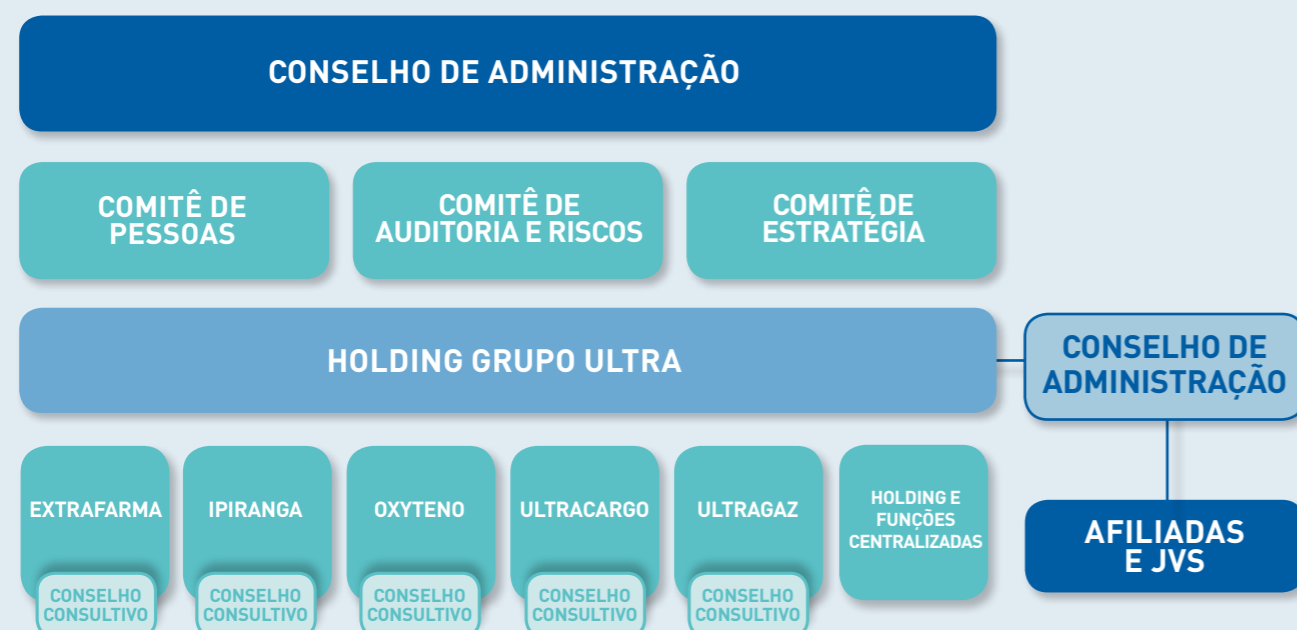 CONSELHO DE ADMINISTRAÇÃO
COMITÊ DE
PESSOAS
COMITÊ DE
AUDITORIA E RISCOS
COMITÊ DE
ESTRATÉGIA
HOLDING GRUPO ULTRA
CONSELHO DE
ADMINISTRAÇÃO
EXTRAFARMA
CONSELHO
CONSULTIVO
IPIRANGA
CONSELHO
CONSULTIVO
OXYTENO
CONSELHO
CONSULTIVO
ULTRACARGO
CONSELHO
CONSULTIVO
ULTRAGAZ
CONSELHO
CONSULTIVO
HOLDING E
FUNÇÕES
CENTRALIZADAS
AFILIADAS
E JVS